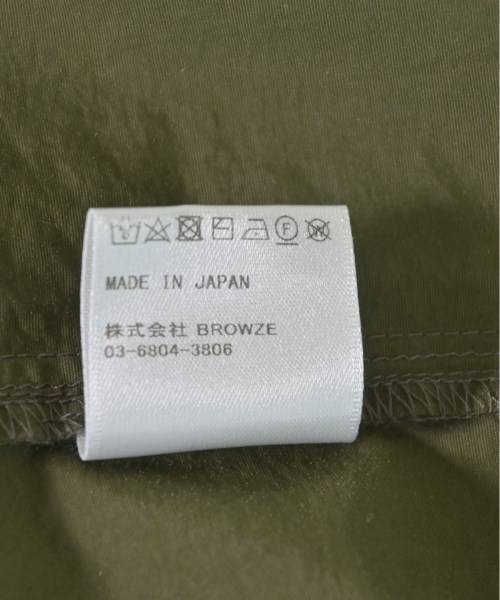 F W
MADE IN JAPAN
株式会社 BROWZE
03-6804-3806